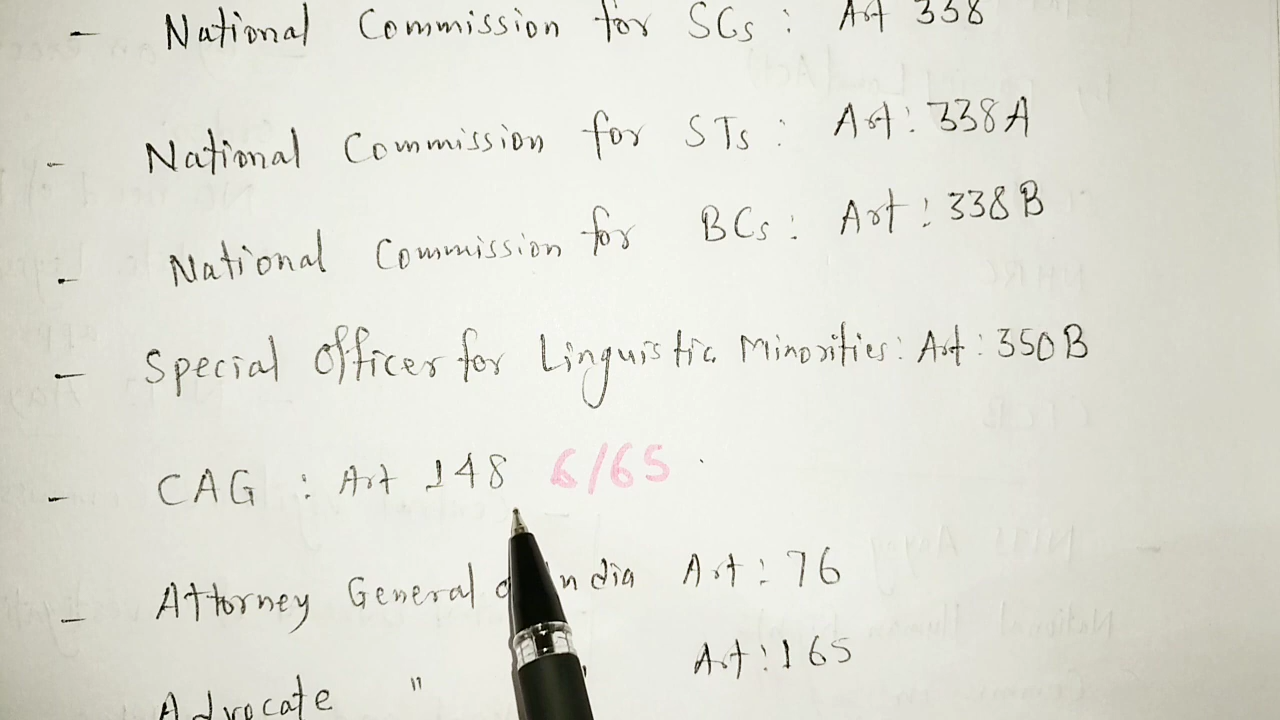 - National Commission for SCs : Art 338
- National Commission for STs : Art : 338A
- National Commission for BCs : Art : 338B
- Special Officer for Linguistic Minorities : Art : 350B
- CAG : Art 148 6/65
- Attorney General India Art : 76
Advocate " " Art : 165